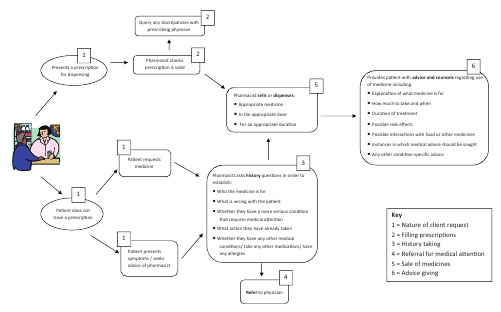 2
Query any discrepancies with
prescribing physician
1
Presents a prescription
for dispensing
2
Pharmacist checks
prescription is valid
5
Pharmacist sells or dispenses:
• Appropriate medicine
• In the appropriate dose
• For an appropriate duration
6
Provides patient with advice and counsels regarding use
of medicine including:
• Explanation of what medicine is for
• How much to take and when
• Duration of treatment
• Possible side effects
• Possible interactions with food or other medicines
• Instances in which medical advice should be sought
• Any other condition-specific advice
1
Patient requests
medicine
1
Patient does not
have a prescription
1
Patient presents
symptoms / seeks
advice of pharmacist
3
Pharmacist asks history questions in order to
establish:
• Who the medicine is for
• What is wrong with the patient
• Whether they have a more serious condition
that requires medical attention
• What action they have already taken
• Whether they have any other medical
conditions/ take any other medications/ have
any allergies
4
Refer to physician
Key
1 = Nature of client request
2 = Filling prescriptions
3 = History taking
4 = Referral for medical attention
5 = Sale of medicines
6 = Advice giving